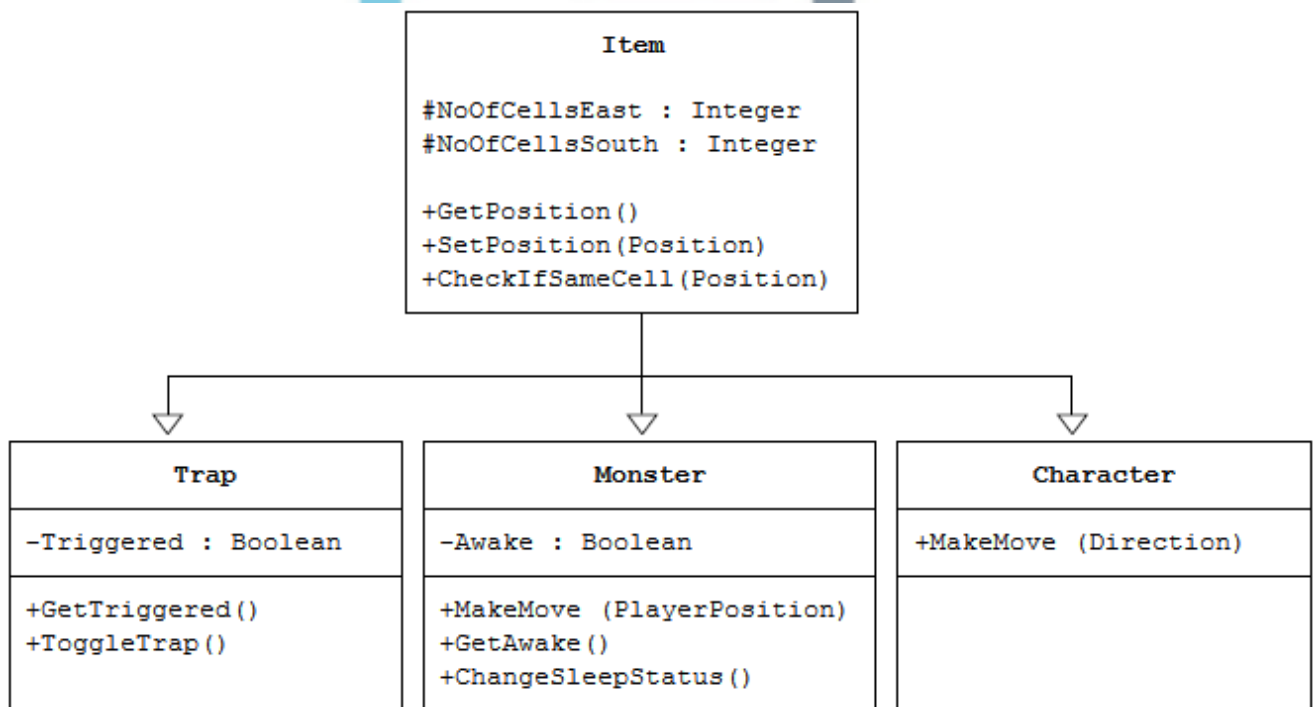 Item
#NoOfCellsEast : Integer
#NoOfCellsSouth : Integer
+GetPosition()
+SetPosition(Position)
+CheckIfSameCell(Position)
Trap
-Triggered : Boolean
+GetTriggered()
+ToggleTrap()
Monster
-Awake : Boolean
+MakeMove (PlayerPosition)
+GetAwake()
+ChangeSleepStatus()
Character
+MakeMove (Direction)